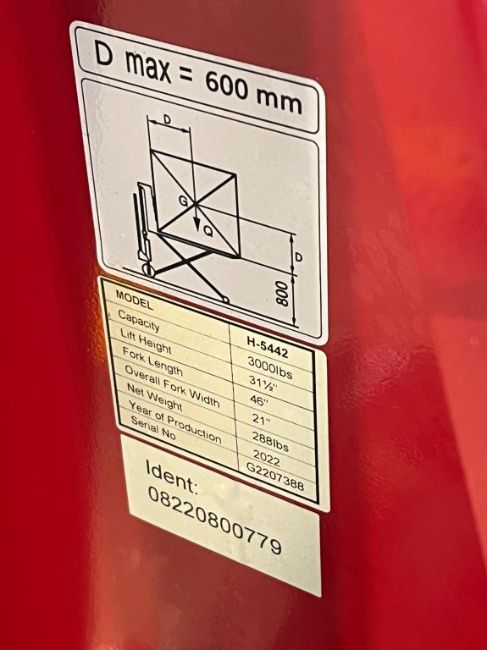 D max = 600 mm
D
G
Q
D
800
MODEL H-5442
Capacity 3000lbs
Lift Height 31½"
Fork Length 46"
Overall Fork Width 21"
Net Weight 288lbs
Year of Production 2022
Serial No G2207388
Ident:
08220800779